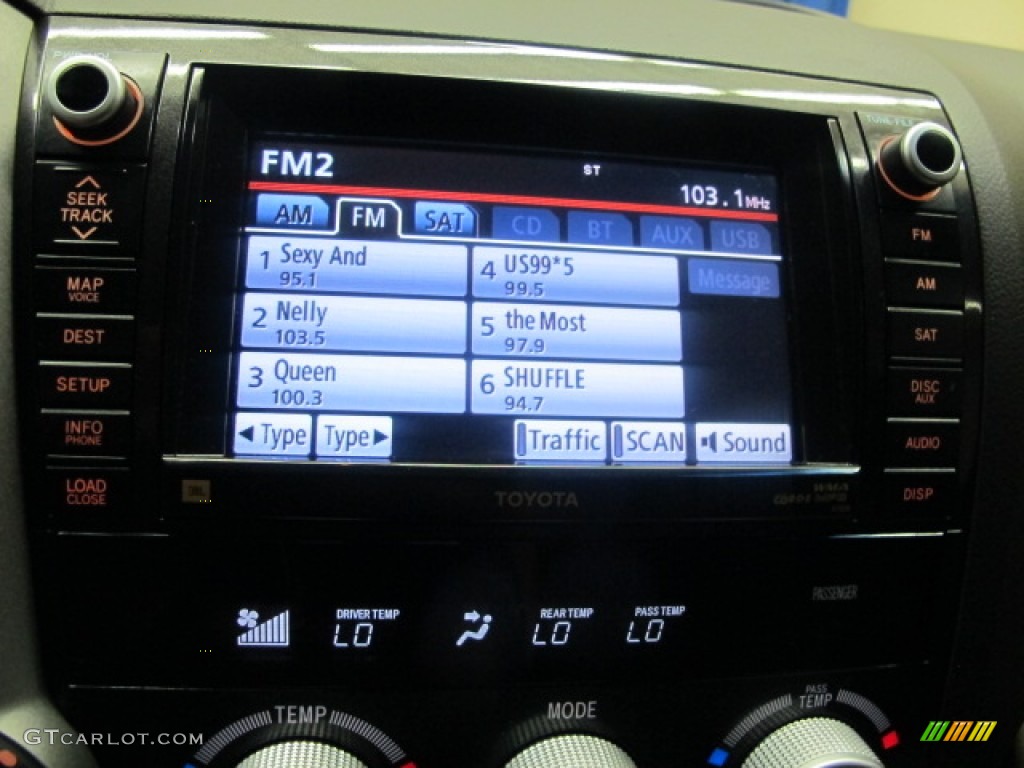 FM2
ST
103.1MHz
AM FM SAT CD BT AUX USB
1 Sexy And
95.1
4 US99*5
99.5
Message
2 Nelly
103.5
5 the Most
97.9
3 Queen
100.3
6 SHUFFLE
94.7
◀Type Type▶ Traffic SCAN Sound
SEEK
TRACK
MAP
VOICE
DEST
SETUP
INFO
PHONE
LOAD
CLOSE
FM
AM
SAT
DISC
AUX
AUDIO
DISP
JBL
TOYOTA
PASSENGER
DRIVER TEMP
LO
REAR TEMP
LO
PASS TEMP
LO
TEMP
MODE
PASS
TEMP
GTCARLOT.COM